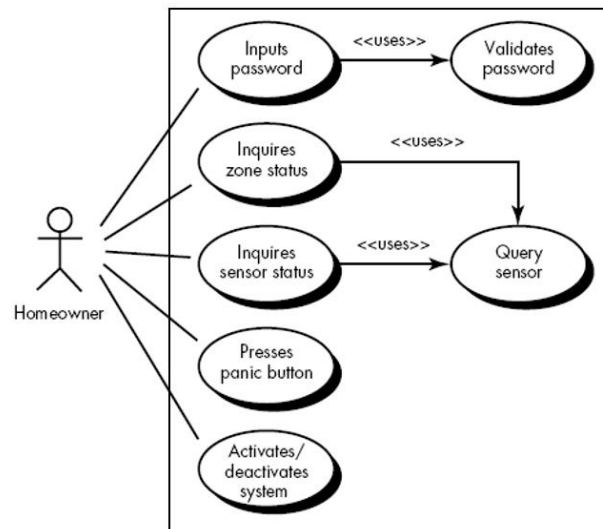 Inputs
password
<<uses>>
Validates
password
Inquires
zone status
<<uses>>
Inquires
sensor status
<<uses>>
Query
sensor
Homeowner
Presses
panic button
Activates/
deactivates
system